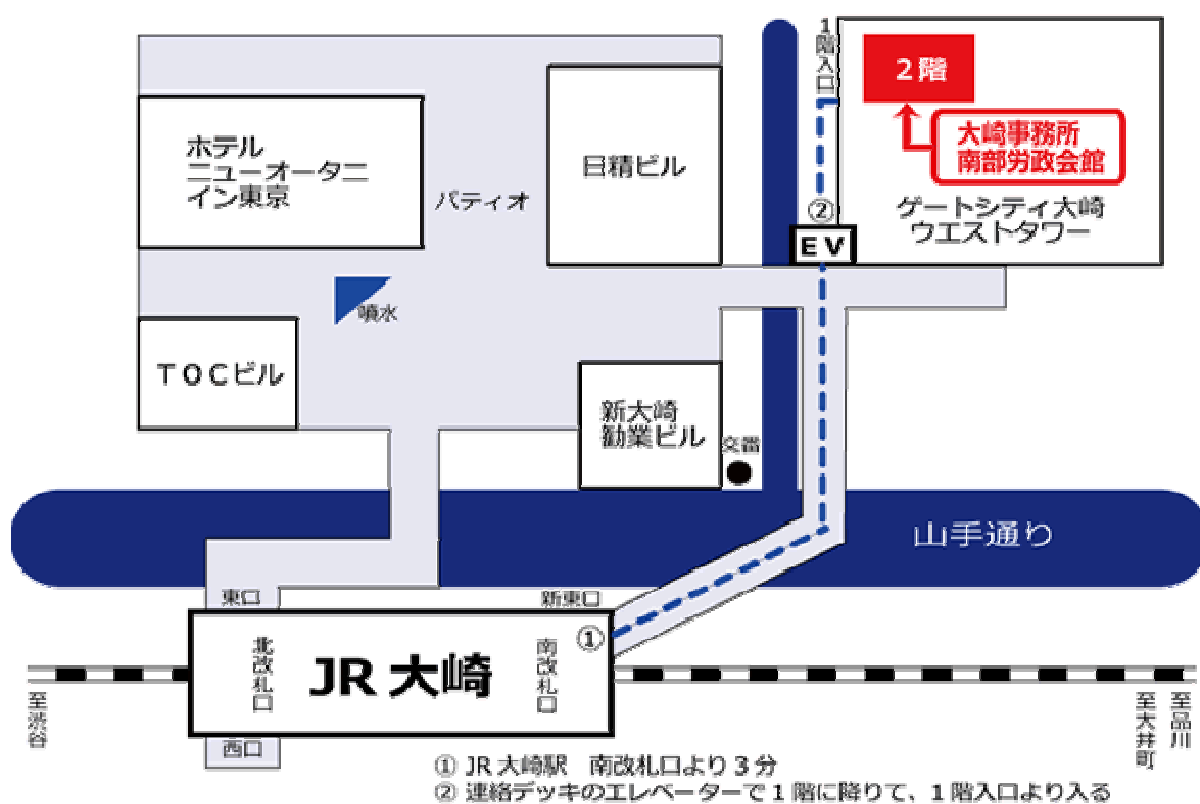 1階入口
2階
大崎事務所
南部労政会館
ゲートシティ大崎
ウエストタワー
ホテル
ニューオータニ
イン東京
パティオ
日精ビル
②
EV
噴水
TOCビル
新大崎
勧業ビル
交番
山手通り
東口
新東口
①
北改札口
JR大崎
南改札口
西口
至渋谷
至大井町
至品川
① JR大崎駅 南改札口より3分
② 連絡デッキのエレベーターで1階に降りて、1階入口より入る